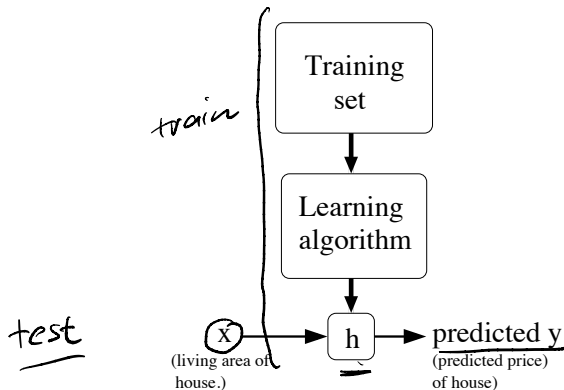 Training
set
train
Learning
algorithm
test
x
h
predicted y
(living area of
house.)
(predicted price)
of house)